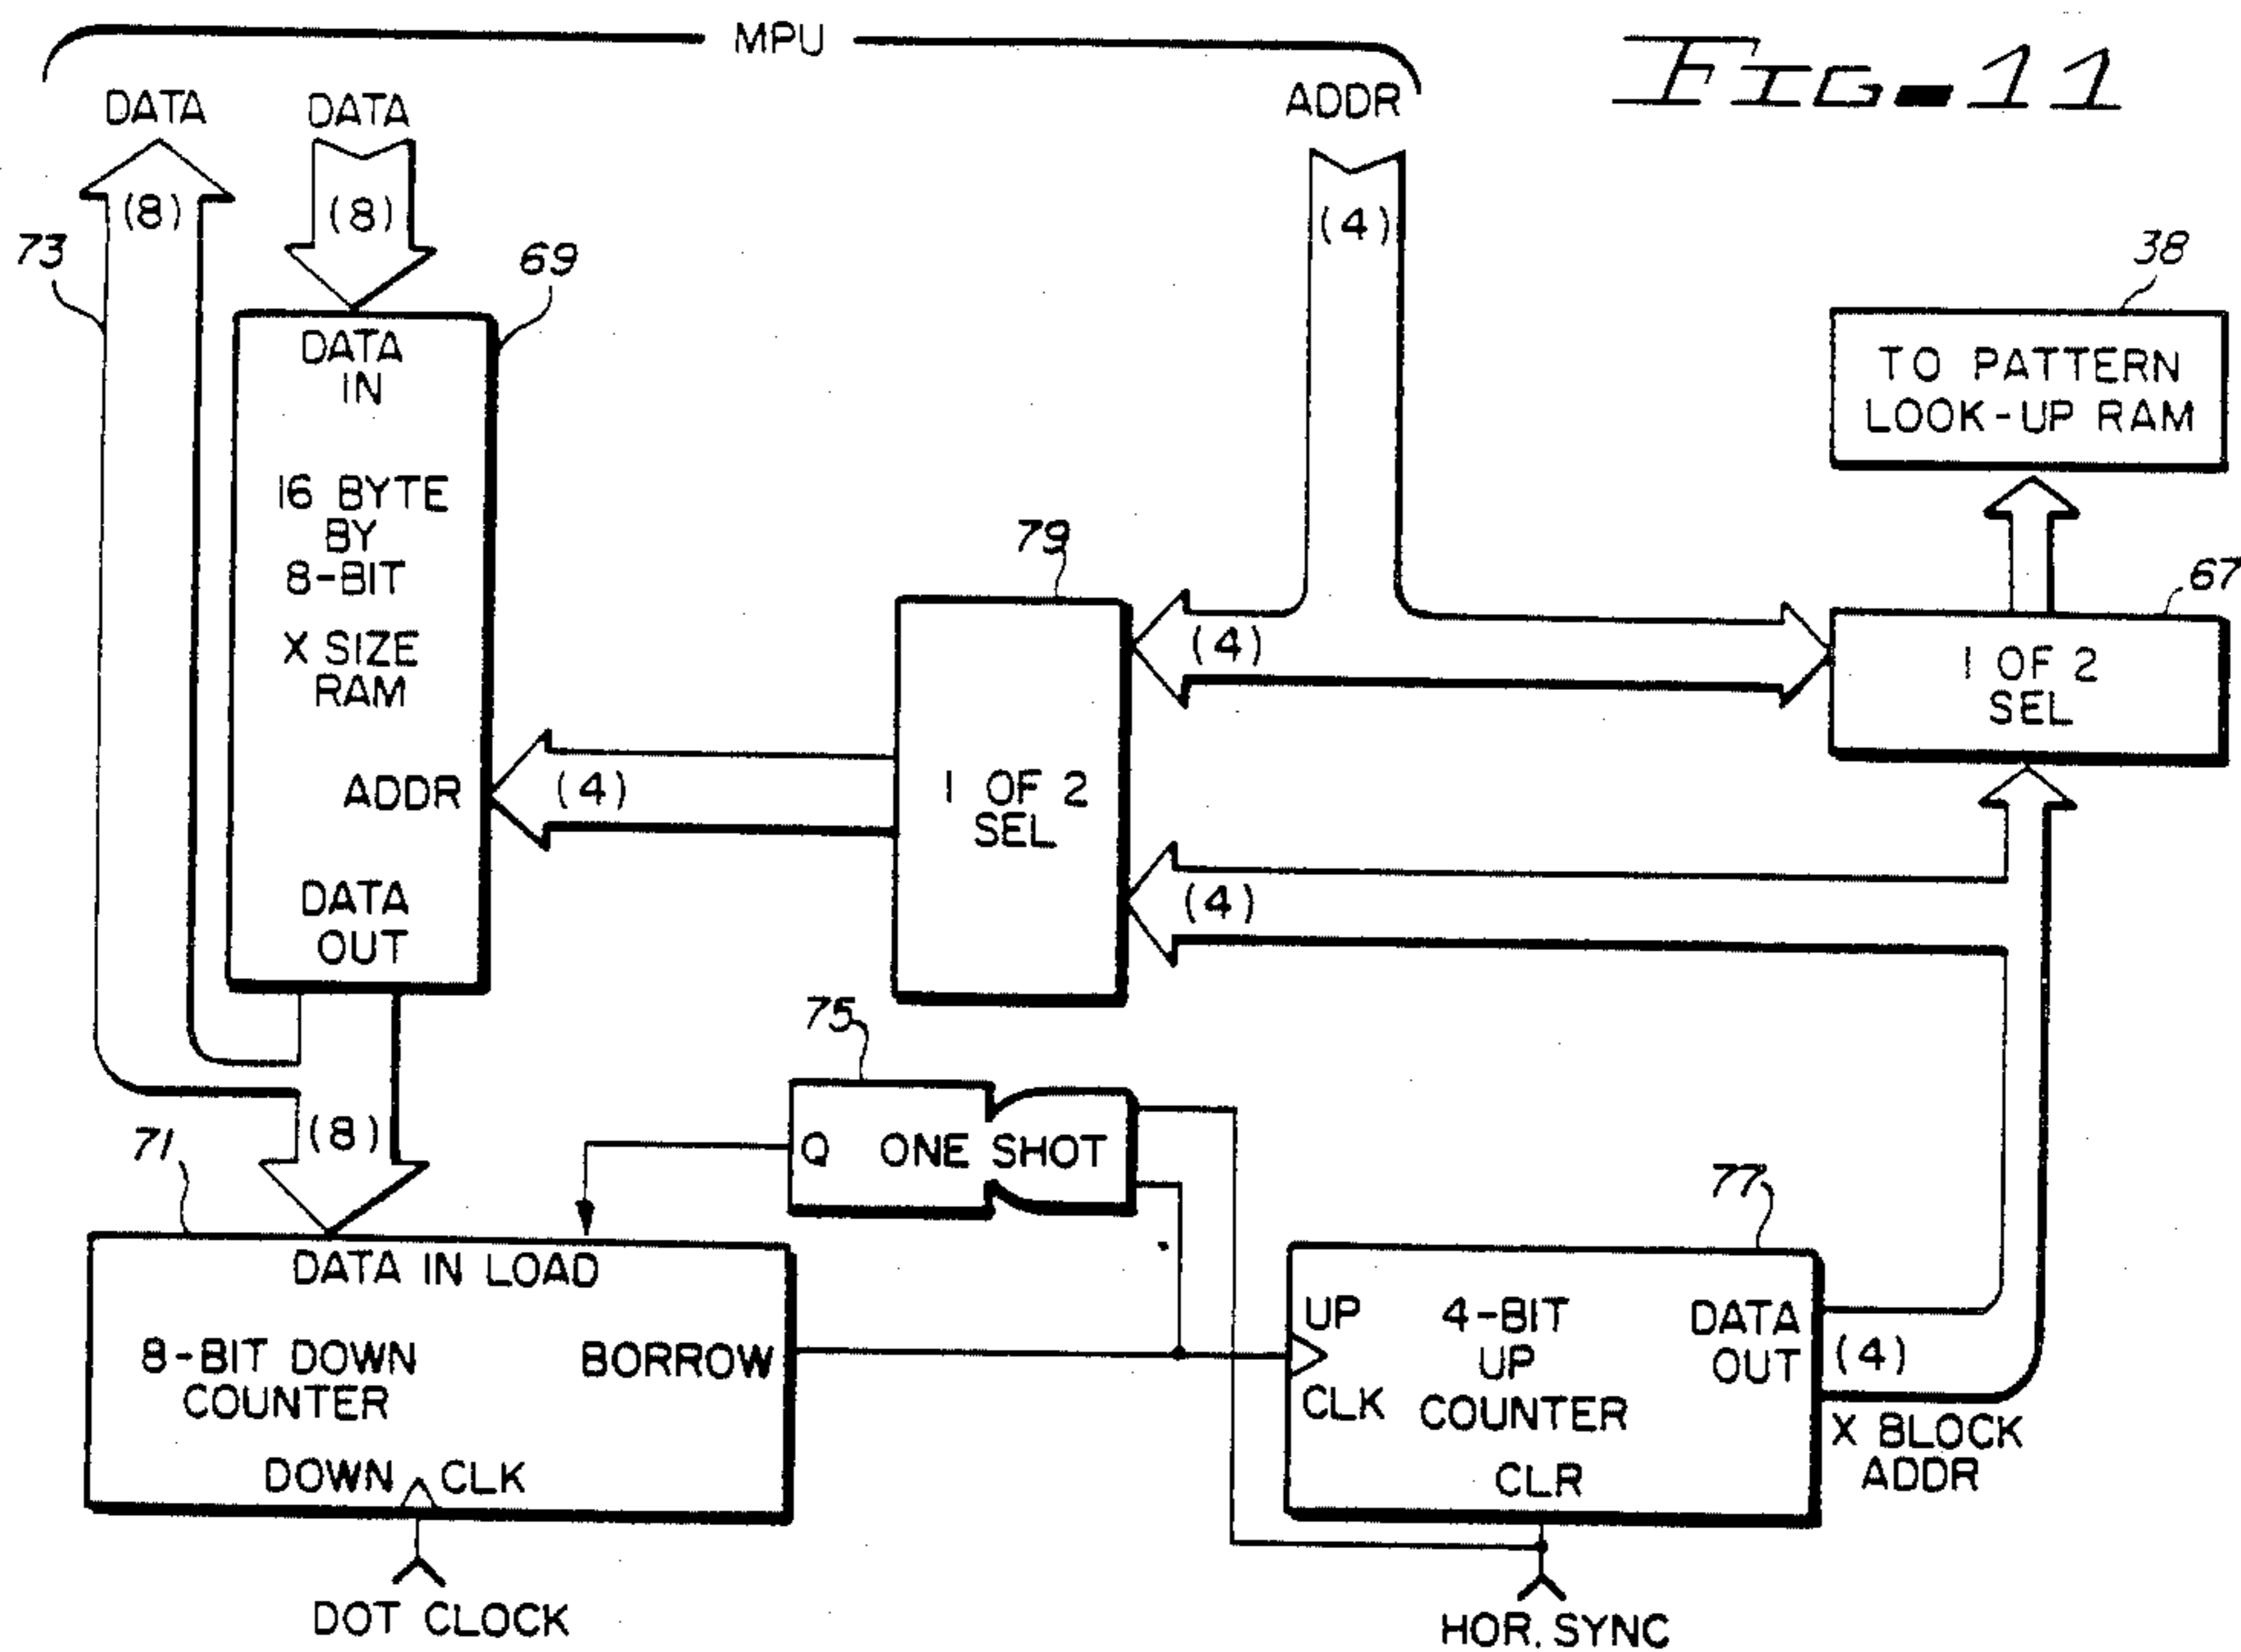 MPU
FIG-11
DATA
DATA
ADDR
(8)
(8)
(4)
73
69
38
DATA
IN
TO PATTERN
LOOK-UP RAM
16 BYTE
BY
8-BIT
X SIZE
RAM
79
67
(4)
1 OF 2
SEL
ADDR
(4)
1 OF 2
SEL
DATA
OUT
(4)
75
71
(8)
Q ONE SHOT
77
DATA IN LOAD
8-BIT DOWN
COUNTER
BORROW
DOWN CLK
UP
CLK
4-BIT
UP
COUNTER
CLR
DATA
OUT
(4)
X BLOCK
ADDR
DOT CLOCK
HOR. SYNC